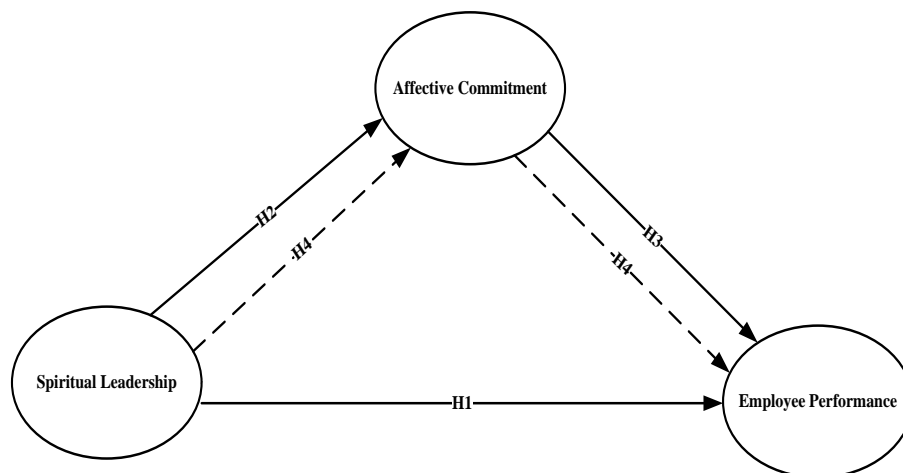 Affective Commitment
H2
H4
H3
H4
Spiritual Leadership
H1
Employee Performance